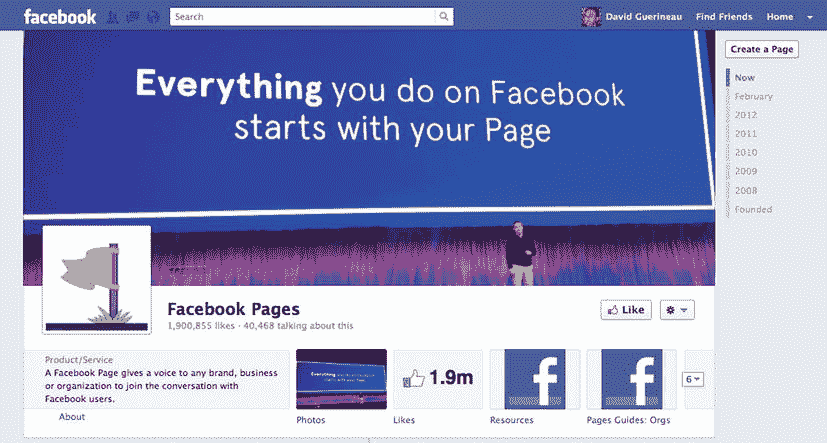 facebook
Search
David Guerineau
Find Friends
Home
Everything you do on Facebook
starts with your Page
Create a Page
Now
February
2012
2011
2010
2009
2008
Founded
Facebook Pages
1,900,855 likes · 40,468 talking about this
Like
Product/Service
A Facebook Page gives a voice to any brand, business
or organization to join the conversation with
Facebook users.
About
1.9m
6
Photos
Likes
Resources
Pages Guides: Orgs